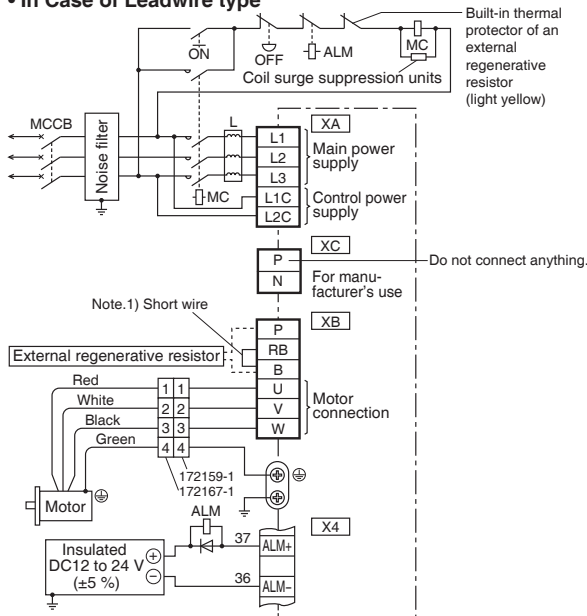 • In Case of Leadwire type
Built-in thermal
protector of an
external
regenerative
resistor
(light yellow)
ON
OFF
ALM
MC
Coil surge suppression units
MCCB
Noise filter
L
MC
XA
L1
L2
L3
L1C
L2C
Main power
supply
Control power
supply
XC
P
N
Do not connect anything.
For manu-
facturer's use
Note.1) Short wire
XB
P
RB
B
U
V
W
External regenerative resistor
Motor
connection
Red
White
Black
Green
1 1
2 2
3 3
4 4
172159-1
172167-1
Motor
ALM
X4
37
ALM+
36
ALM−
Insulated
DC12 to 24 V
(±5 %)